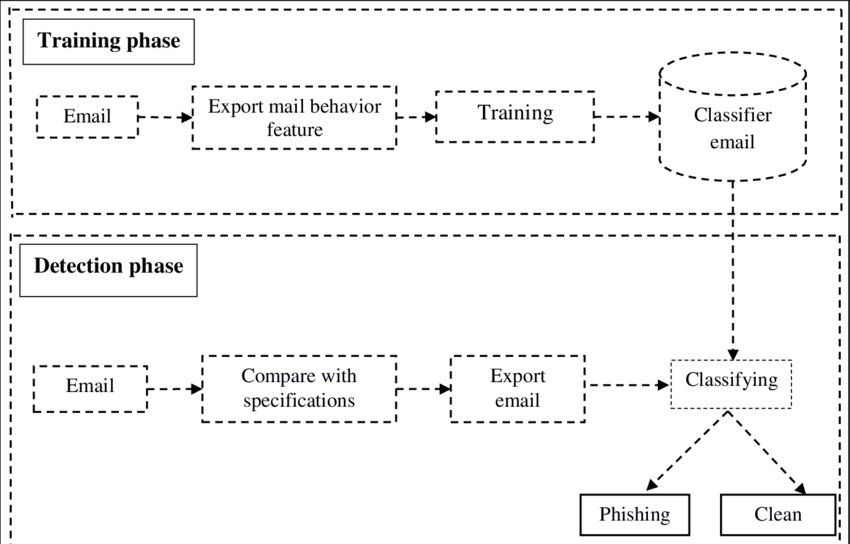 Training phase
Email
Export mail behavior
feature
Training
Classifier
email
Detection phase
Email
Compare with
specifications
Export
email
Classifying
Phishing
Clean